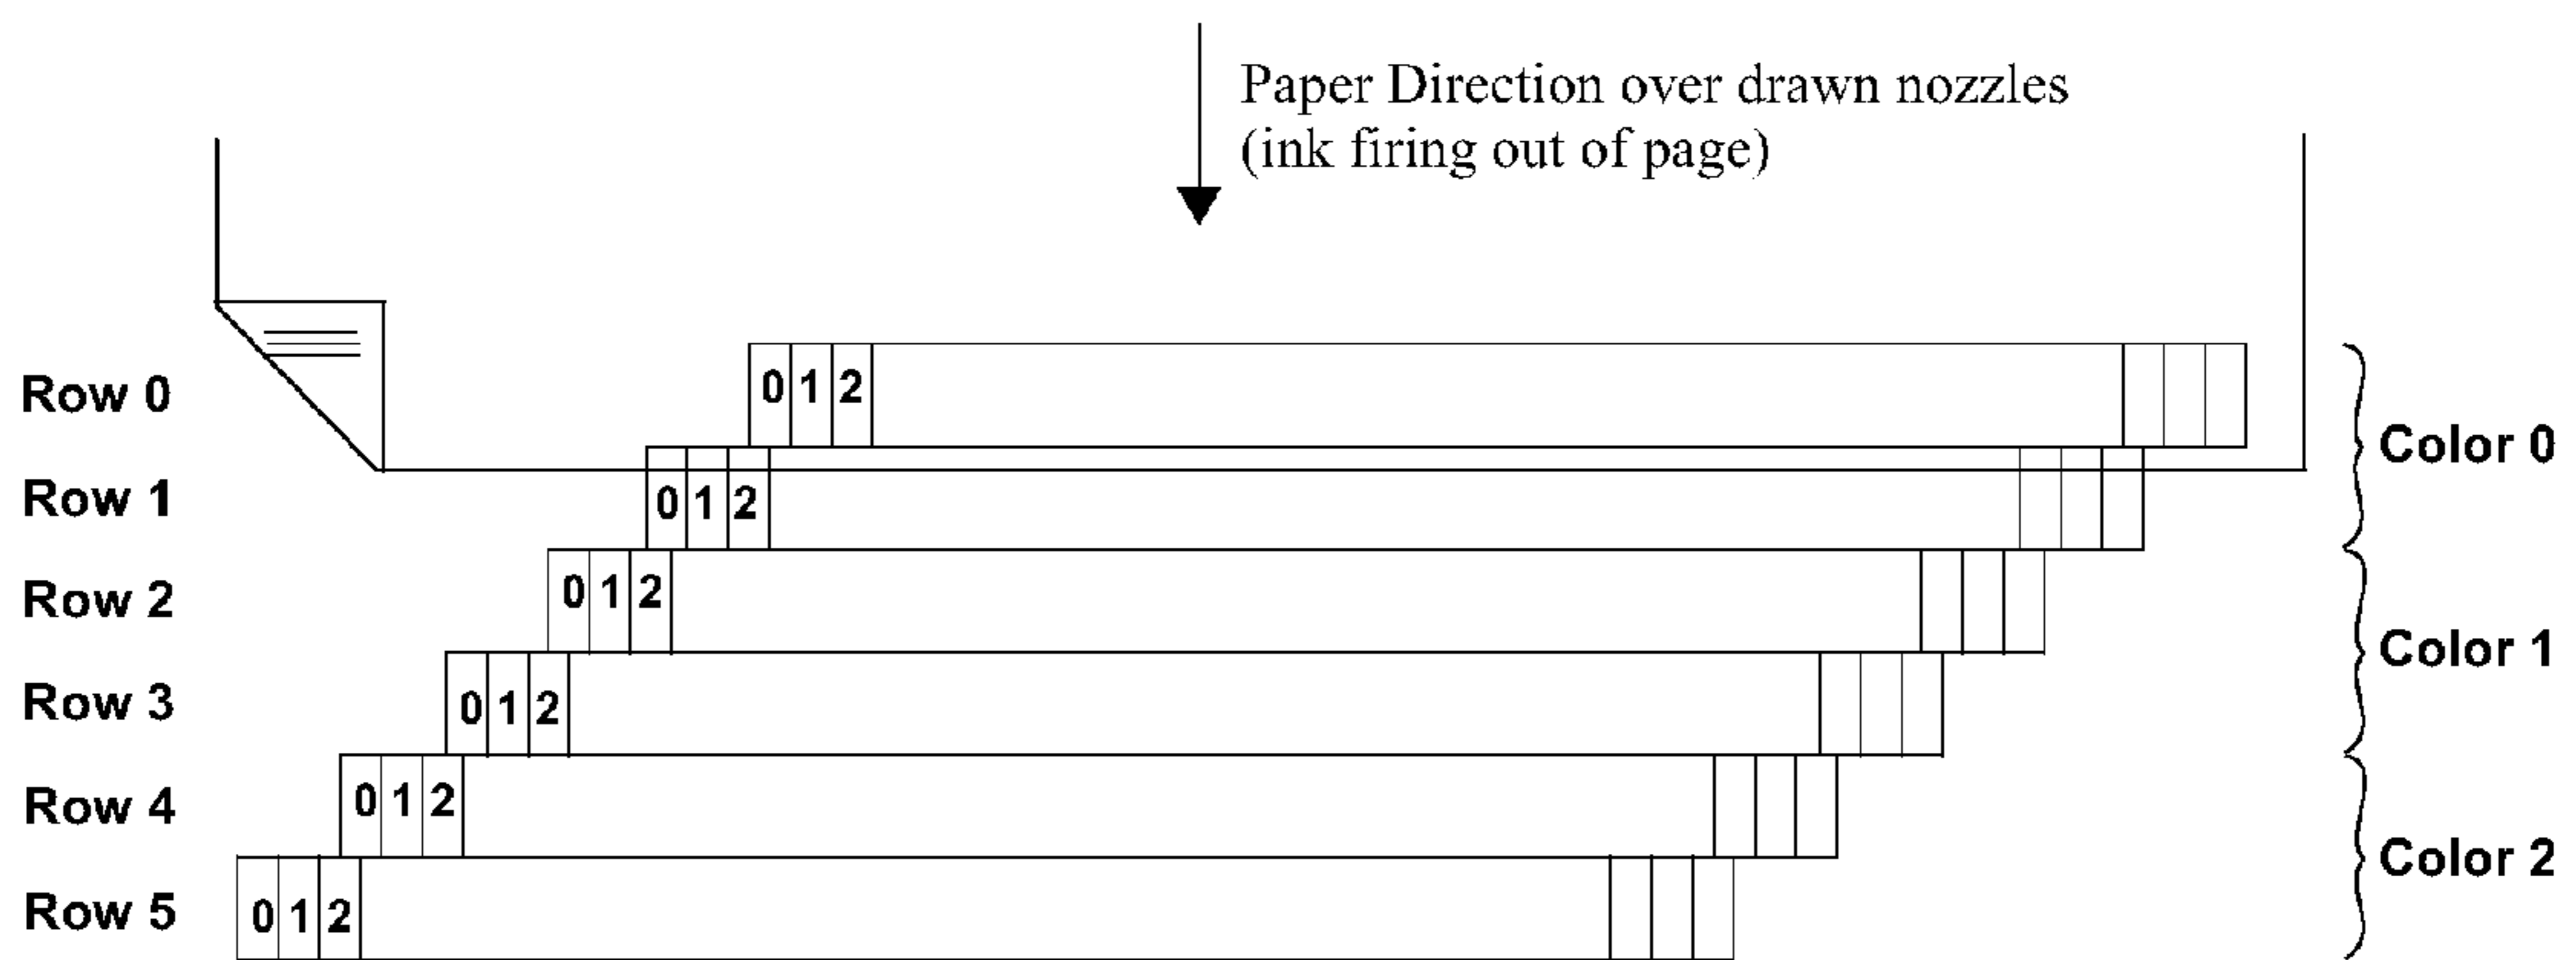 Paper Direction over drawn nozzles
(ink firing out of page)
Row 0
0 1 2
Color 0
Row 1
0 1 2
Row 2
0 1 2
Color 1
Row 3
0 1 2
Row 4
0 1 2
Color 2
Row 5
0 1 2